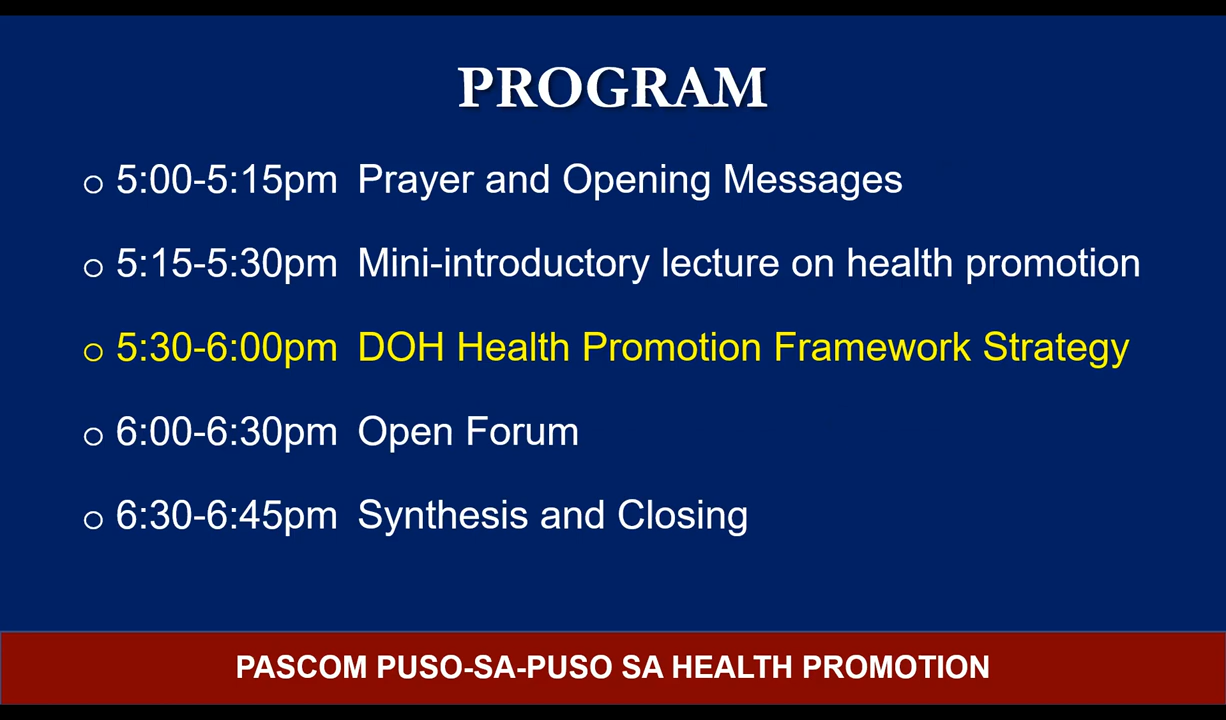 PROGRAM
5:00-5:15pm Prayer and Opening Messages
5:15-5:30pm Mini-introductory lecture on health promotion
5:30-6:00pm DOH Health Promotion Framework Strategy
6:00-6:30pm Open Forum
6:30-6:45pm Synthesis and Closing
PASCOM PUSO-SA-PUSO SA HEALTH PROMOTION